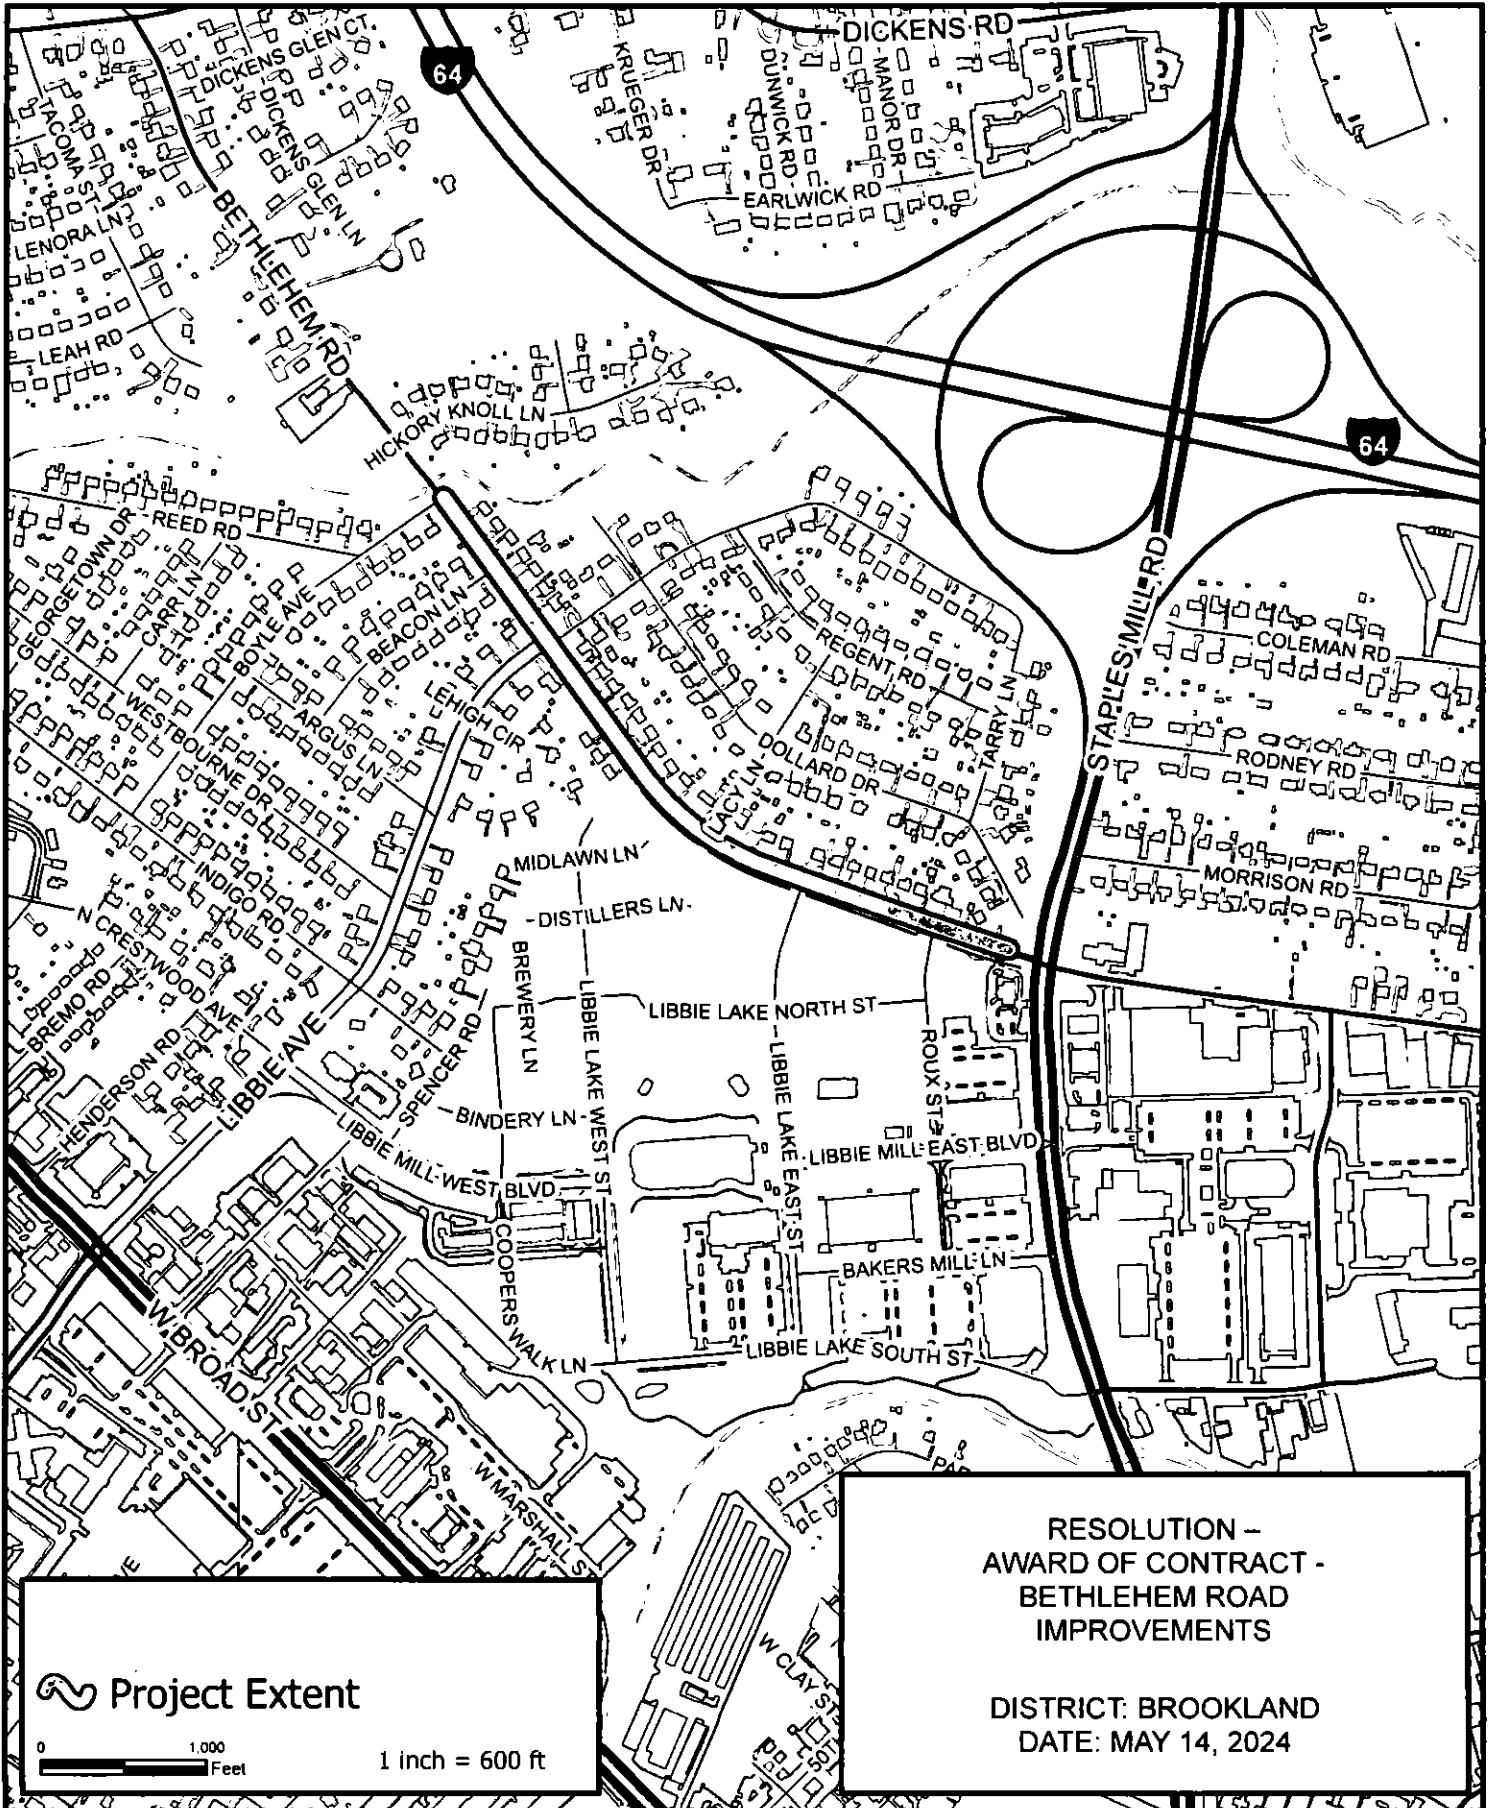 DICKENS RD
DICKENS GLEN CT.
64
KRUEGER DR
DUNWICK RD
MANOR DR
TACOMA ST
DICKENS GLEN LN
EARLWICK RD
BETHLEHEM RD
LENORA LN
LEAH RD
HICKORY KNOLL LN
64
REED RD
GEORGETOWN DR
CARR LN
BOYLE AVE
BEACON LN
STAPLES MILL RD
COLEMAN RD
REGENT RD
LEHIGH CIR
WESTBOURNE DR
ARGUS LN
TARRY LN
DOLLARD DR
LACY LN
RODNEY RD
MIDLAWN LN
MORRISON RD
INDIGO RD
DISTILLERS LN
N CRESTWOOD AVE
BREMO RD
BREWERY LN
LIBBIE LAKE WEST ST
LIBBIE LAKE NORTH ST
LIBBIE AVE
SPENCER RD
ROUX ST
HENDERSON RD
LIBBIE LAKE EAST ST
BINDERY LN
LIBBIE MILL WEST BLVD
LIBBIE MILL EAST BLVD
COOPERS WALK LN
BAKERS MILL LN
W BROAD ST
LIBBIE LAKE SOUTH ST
W MARSHALL ST
W CLAY ST
RESOLUTION –
AWARD OF CONTRACT -
BETHLEHEM ROAD
IMPROVEMENTS
DISTRICT: BROOKLAND
DATE: MAY 14, 2024
Project Extent
0 1,000
Feet
1 inch = 600 ft